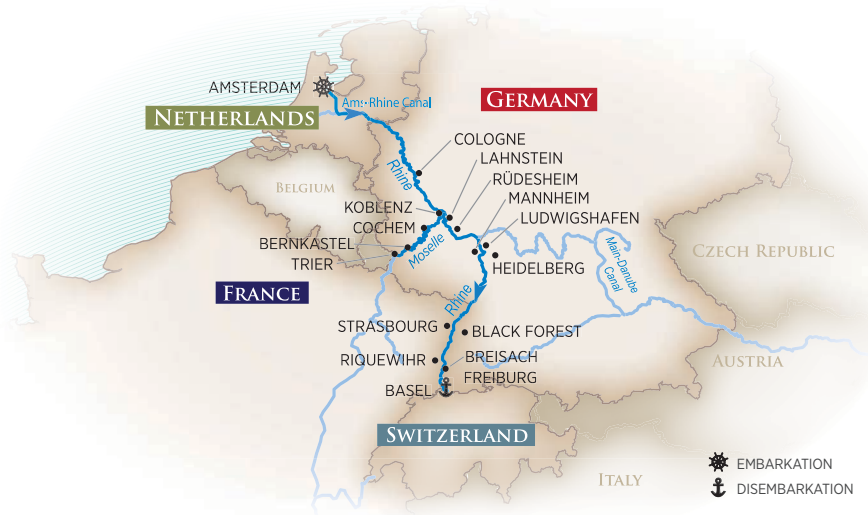 AMSTERDAM
Ams-Rhine Canal
NETHERLANDS
GERMANY
COLOGNE
LAHNSTEIN
RÜDESHEIM
MANNHEIM
LUDWIGSHAFEN
Rhine
BELGIUM
KOBLENZ
COCHEM
BERNKASTEL
TRIER
Moselle
HEIDELBERG
Main-Danube
Canal
CZECH REPUBLIC
FRANCE
Rhine
STRASBOURG
BLACK FOREST
RIQUEWIHR
BREISACH
FREIBURG
BASEL
AUSTRIA
SWITZERLAND
ITALY
EMBARKATION
DISEMBARKATION